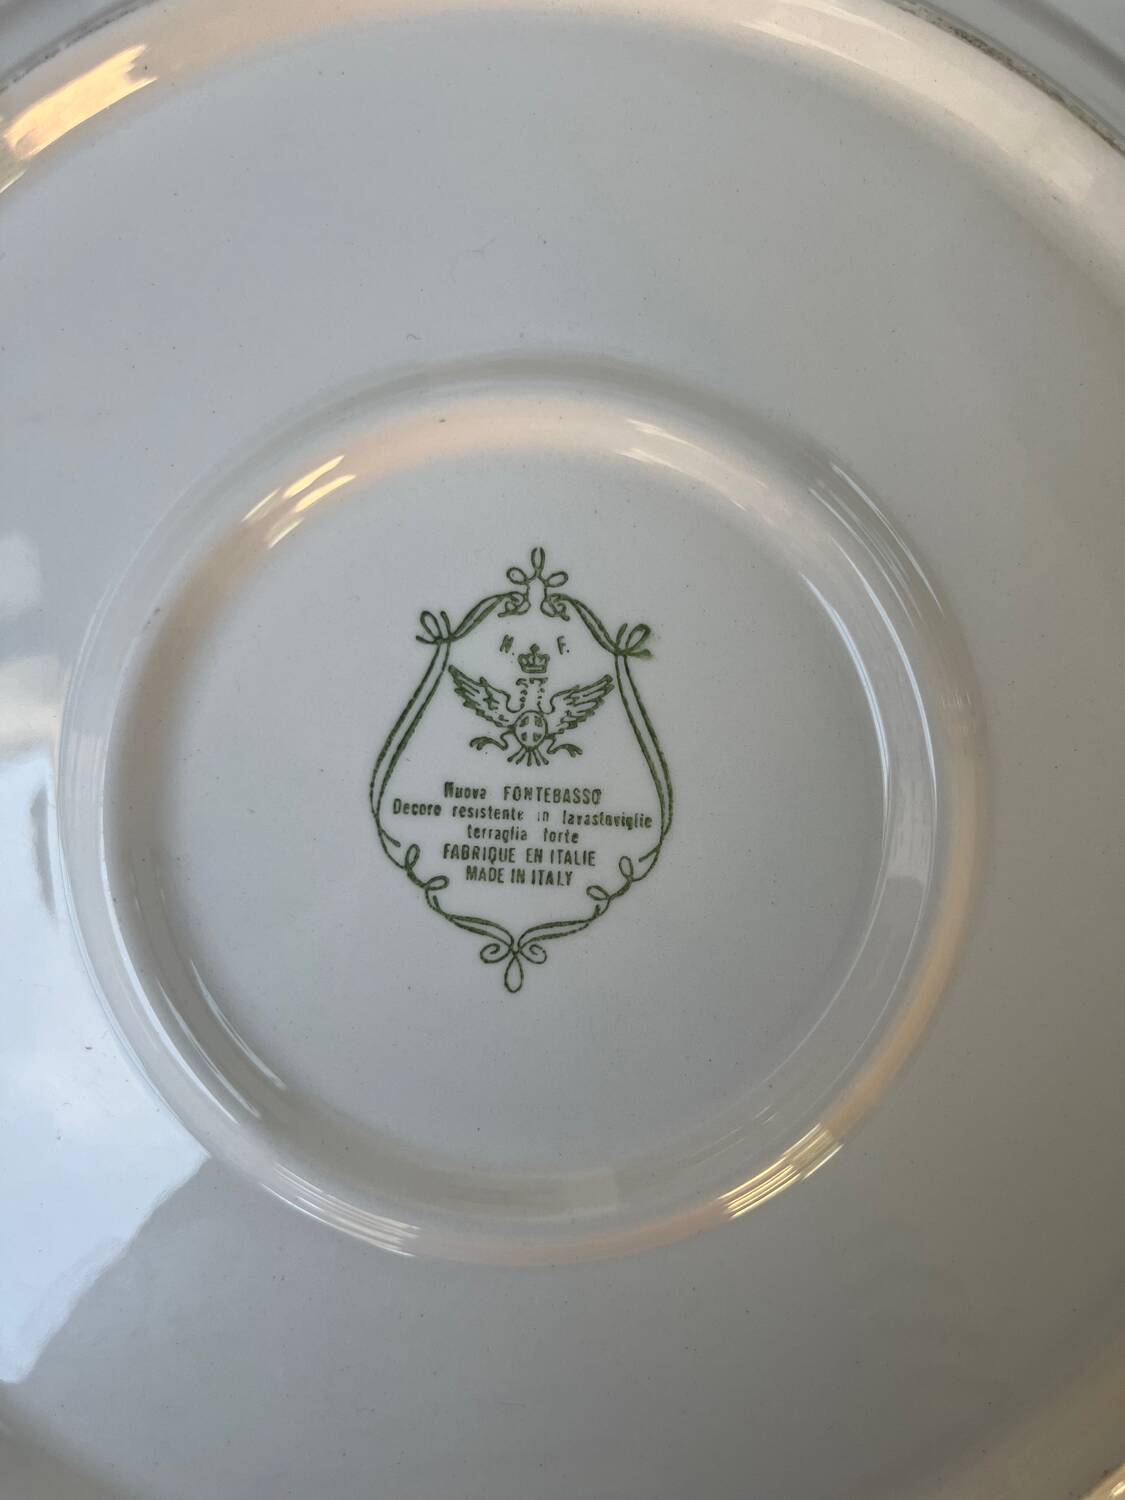 N. F.
Nuova FONTEBASSO
Decoro resistente in lavastoviglie
terraglia forte
FABRIQUE EN ITALIE
MADE IN ITALY